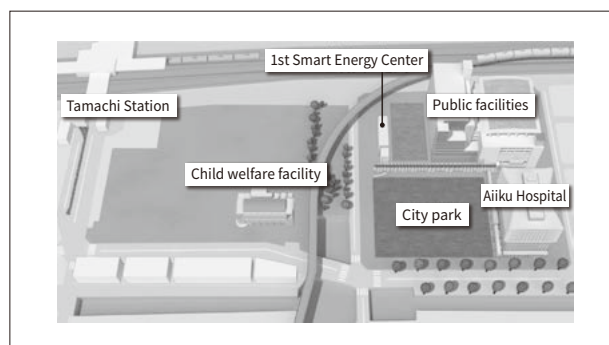 1st Smart Energy Center
Tamachi Station
Public facilities
Child welfare facility
Aiiku Hospital
City park